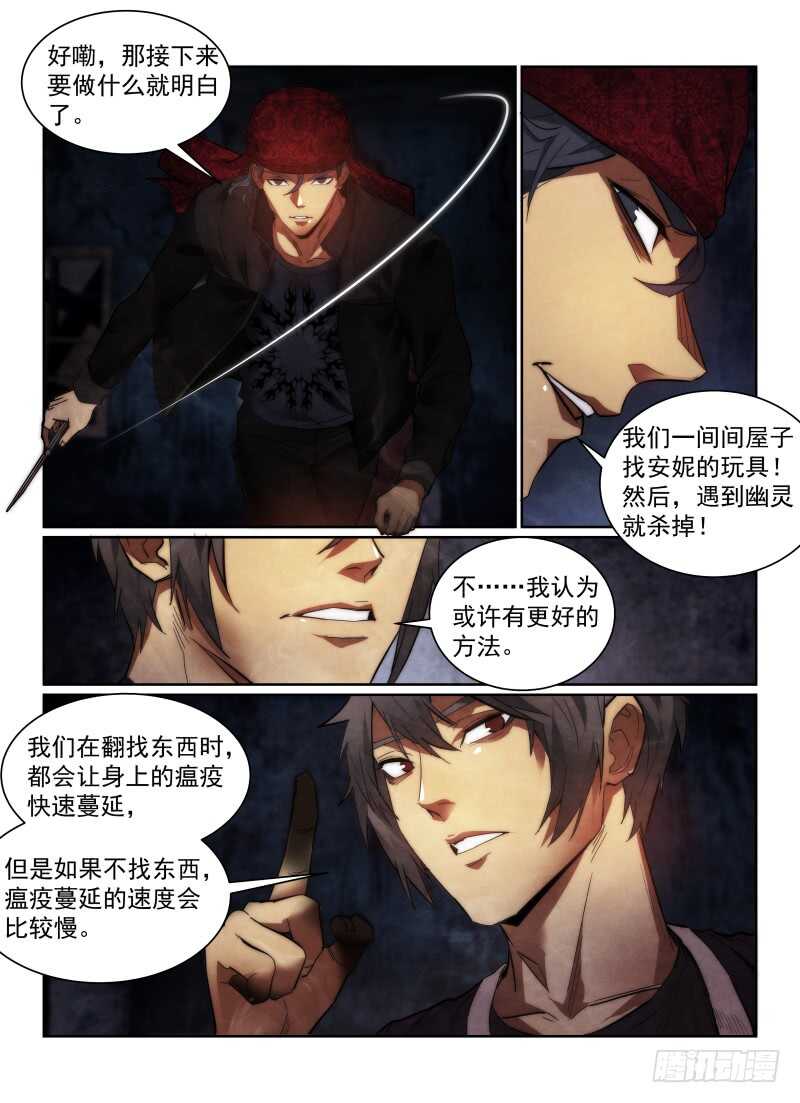 好嘞，那接下来
要做什么就明白
了。
我们一间间屋子
找安妮的玩具！
然后，遇到幽灵
就杀掉！
不……我认为
或许有更好的
方法。
我们在翻找东西时，
都会让身上的瘟疫
快速蔓延，
但是如果不找东西，
瘟疫蔓延的速度会
比较慢。
腾讯动漫